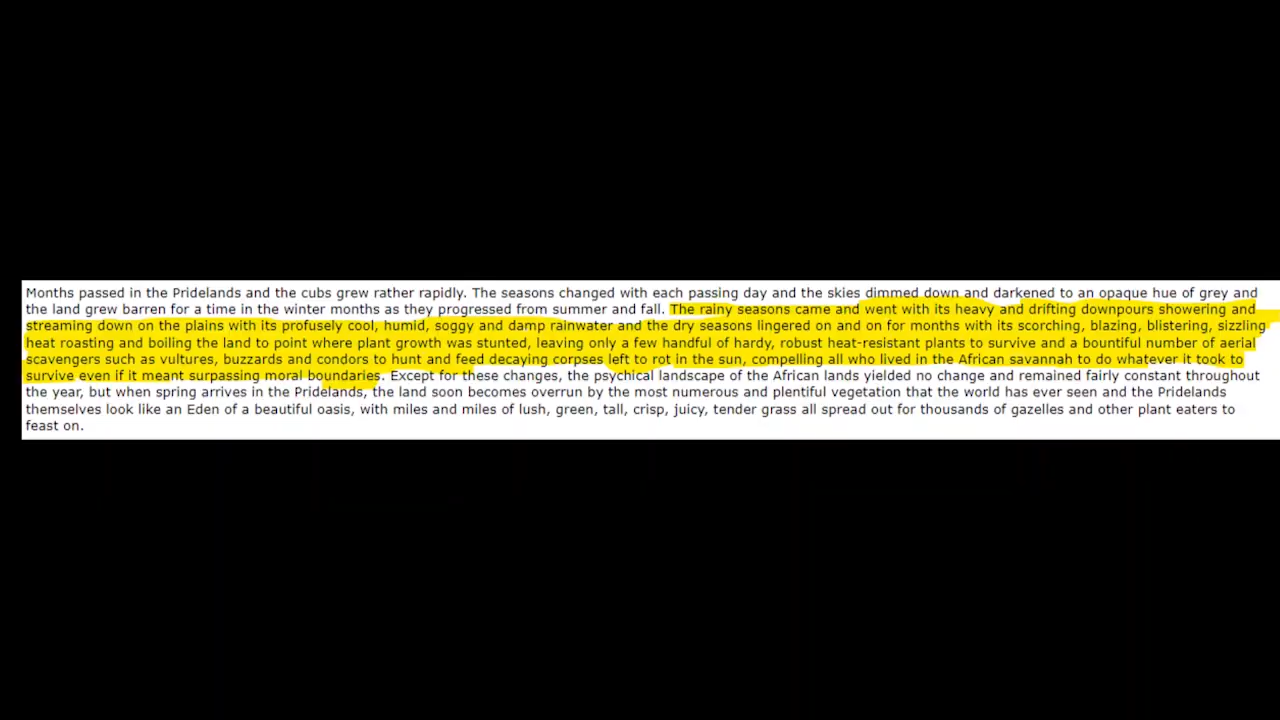 Months passed in the Pridelands and the cubs grew rather rapidly. The seasons changed with each passing day and the skies dimmed down and darkened to an opaque hue of grey and
the land grew barren for a time in the winter months as they progressed from summer and fall. The rainy seasons came and went with its heavy and drifting downpours showering and
streaming down on the plains with its profusely cool, humid, soggy and damp rainwater and the dry seasons lingered on and on for months with its scorching, blazing, blistering, sizzling
heat roasting and boiling the land to point where plant growth was stunted, leaving only a few handful of hardy, robust heat-resistant plants to survive and a bountiful number of aerial
scavengers such as vultures, buzzards and condors to hunt and feed decaying corpses left to rot in the sun, compelling all who lived in the African savannah to do whatever it took to
survive even if it meant surpassing moral boundaries. Except for these changes, the psychical landscape of the African lands yielded no change and remained fairly constant throughout
the year, but when spring arrives in the Pridelands, the land soon becomes overrun by the most numerous and plentiful vegetation that the world has ever seen and the Pridelands
themselves look like an Eden of a beautiful oasis, with miles and miles of lush, green, tall, crisp, juicy, tender grass all spread out for thousands of gazelles and other plant eaters to
feast on.